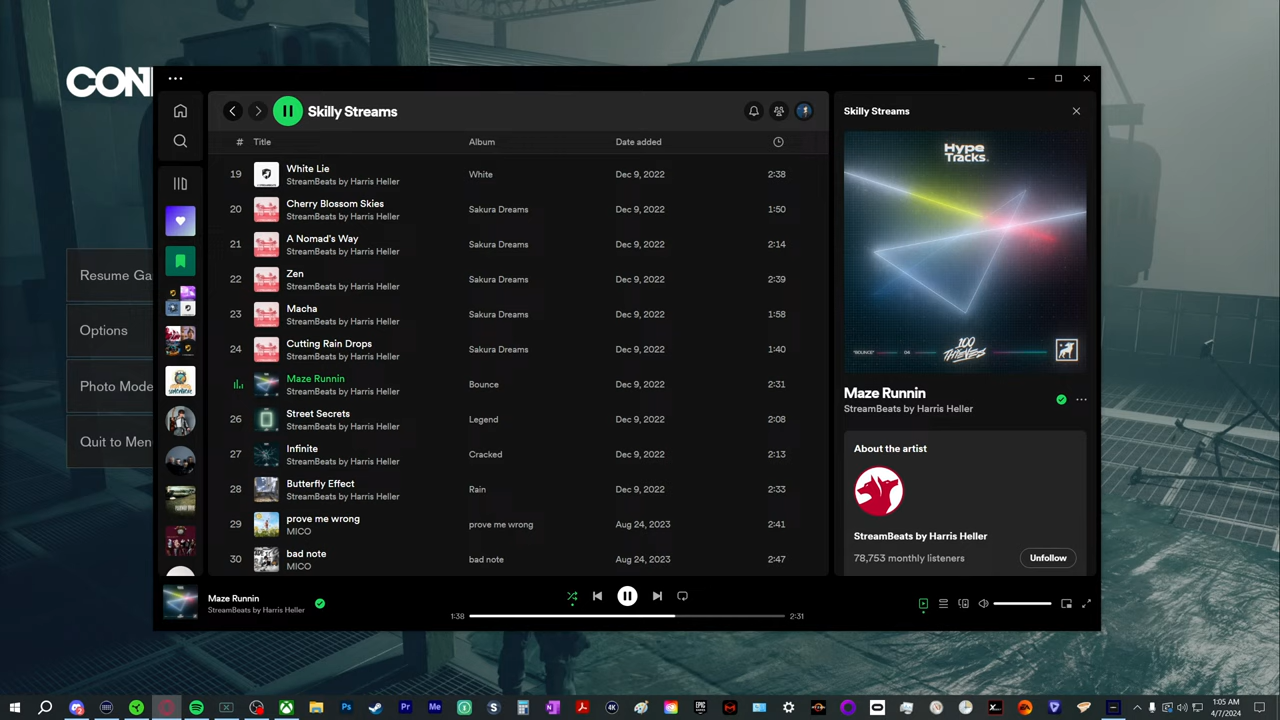 CON
Resume Ga
Options
Photo Mode
Quit to Men
Skilly Streams
# Title Album Date added
19 White Lie White Dec 9, 2022 2:38
StreamBeats by Harris Heller
20 Cherry Blossom Skies Sakura Dreams Dec 9, 2022 1:50
StreamBeats by Harris Heller
21 A Nomad's Way Sakura Dreams Dec 9, 2022 2:14
StreamBeats by Harris Heller
22 Zen Sakura Dreams Dec 9, 2022 2:39
StreamBeats by Harris Heller
23 Macha Sakura Dreams Dec 9, 2022 1:58
StreamBeats by Harris Heller
24 Cutting Rain Drops Sakura Dreams Dec 9, 2022 1:40
StreamBeats by Harris Heller
Maze Runnin Bounce Dec 9, 2022 2:31
StreamBeats by Harris Heller
26 Street Secrets Legend Dec 9, 2022 2:08
StreamBeats by Harris Heller
27 Infinite Cracked Dec 9, 2022 2:13
StreamBeats by Harris Heller
28 Butterfly Effect Rain Dec 9, 2022 2:33
StreamBeats by Harris Heller
29 prove me wrong prove me wrong Aug 24, 2023 2:41
MICO
30 bad note bad note Aug 24, 2023 2:47
MICO
Skilly Streams
Hype
Tracks.
"BOUNCE" 04 100 THIEVES
Maze Runnin
StreamBeats by Harris Heller
About the artist
StreamBeats by Harris Heller
78,753 monthly listeners Unfollow
Maze Runnin
StreamBeats by Harris Heller
1:38 2:31
1:05 AM
4/7/2024